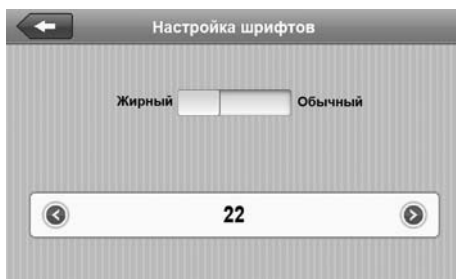 Настройка шрифтов
Жирный Обычный
22